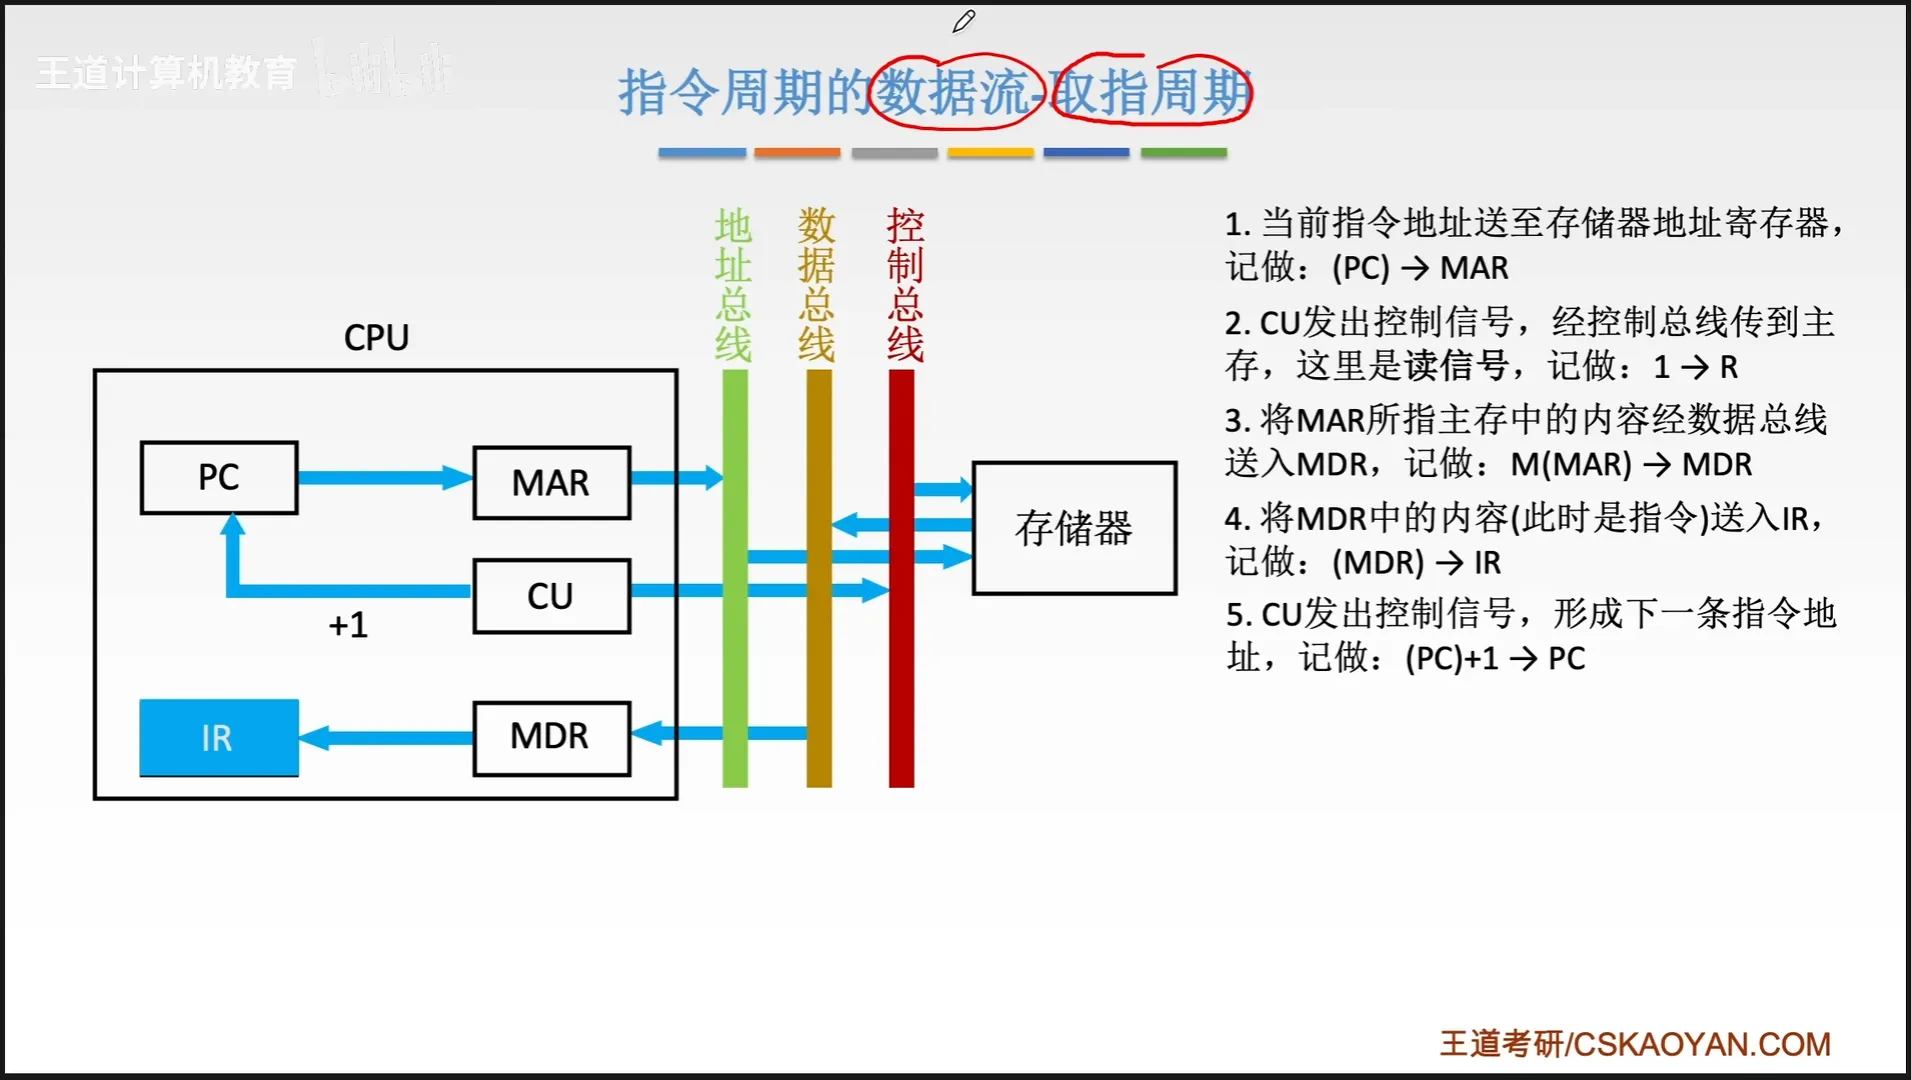 王道计算机教育 bilibili
指令周期的数据流-取指周期
地址总线
数据总线
控制总线
CPU
PC
MAR
CU
+1
IR
MDR
存储器
1. 当前指令地址送至存储器地址寄存器，
记做：(PC) → MAR
2. CU发出控制信号，经控制总线传到主
存，这里是读信号，记做：1 → R
3. 将MAR所指主存中的内容经数据总线
送入MDR，记做：M(MAR) → MDR
4. 将MDR中的内容(此时是指令)送入IR，
记做：(MDR) → IR
5. CU发出控制信号，形成下一条指令地
址，记做：(PC)+1 → PC
王道考研/CSKAOYAN.COM